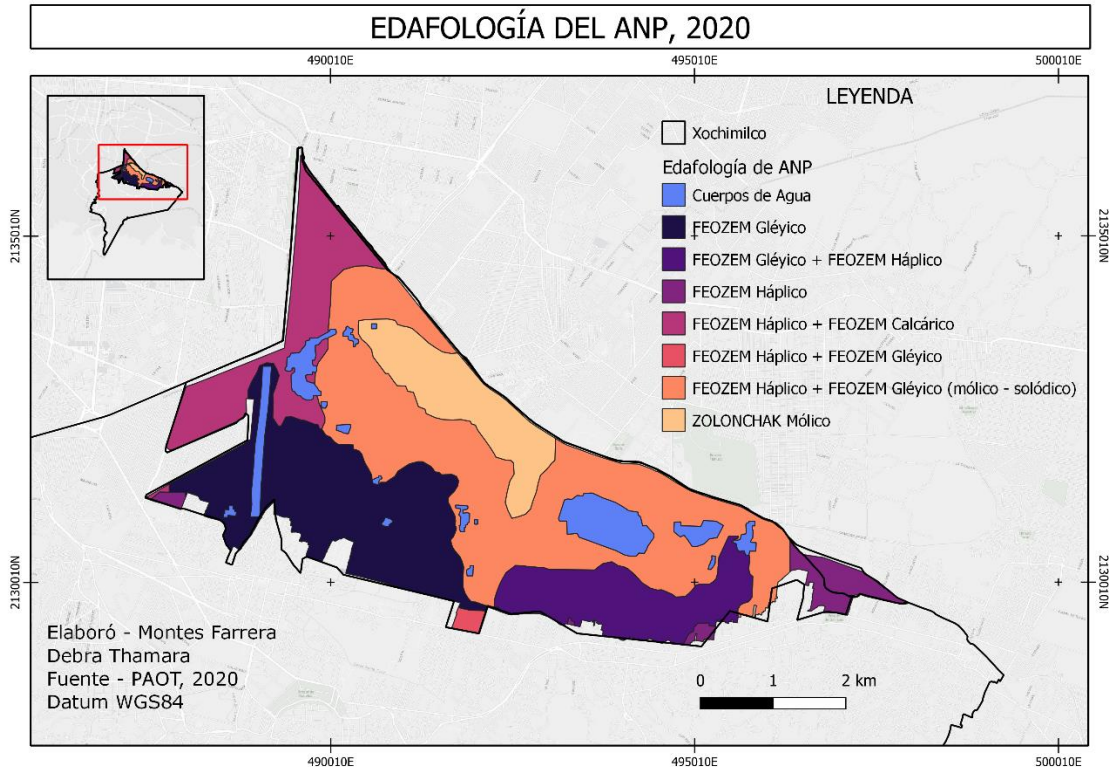 EDAFOLOGÍA DEL ANP, 2020
490010E
495010E
500010E
LEYENDA
Xochimilco
Edafología de ANP
Cuerpos de Agua
FEOZEM Gléyico
FEOZEM Gléyico + FEOZEM Háplico
FEOZEM Háplico
FEOZEM Háplico + FEOZEM Calcárico
FEOZEM Háplico + FEOZEM Gléyico
FEOZEM Háplico + FEOZEM Gléyico (mólico - solódico)
ZOLONCHAK Mólico
2135010N
2135010N
2130010N
2130010N
Elaboró - Montes Farrera
Debra Thamara
Fuente - PAOT, 2020
Datum WGS84
0 1 2 km
490010E
495010E
500010E